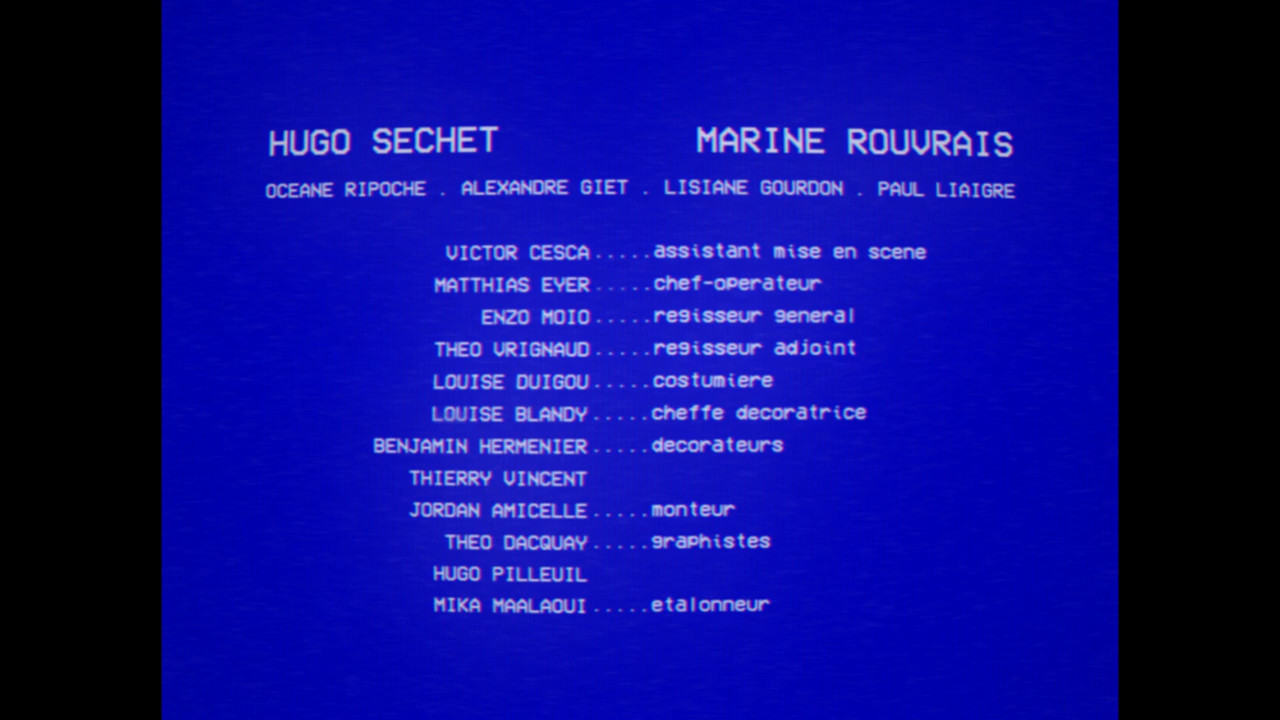 HUGO SECHET MARINE ROUVRAIS
OCEANE RIPOCHE . ALEXANDRE GIET . LISIANE GOURDON . PAUL LIAIGRE
VICTOR CESCA.....assistant mise en scene
MATTHIAS EYER.....chef-operateur
ENZO MOIO.....regisseur general
THEO VRIGNAUD.....regisseur adjoint
LOUISE DUIGOU.....costumiere
LOUISE BLANDY.....cheffe decoratrice
BENJAMIN HERMENIER.....decorateurs
THIERRY VINCENT
JORDAN AMICELLE.....monteur
THEO DACQUAY.....graphistes
HUGO PILLEUIL
MIKA MAALAOUI.....etalonneur